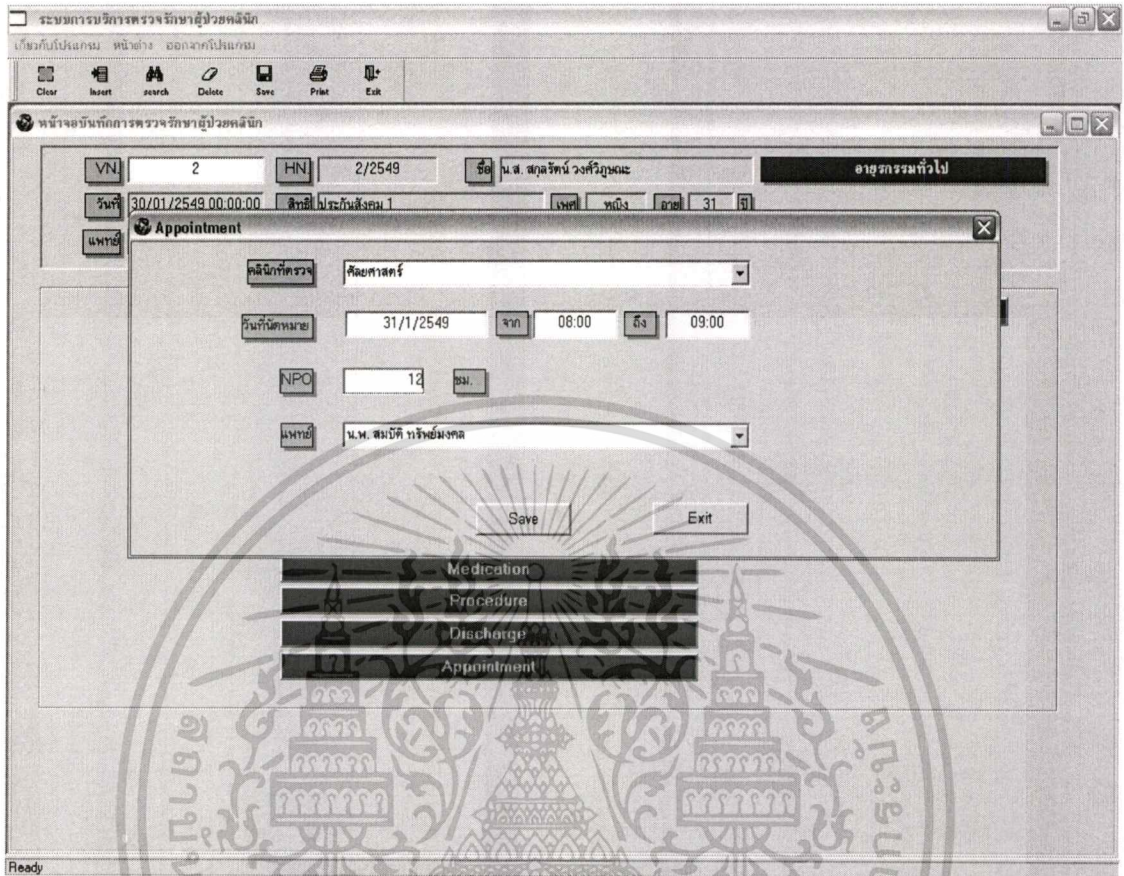 ระบบการบริการตรวจรักษาผู้ป่วยคลินิก
เกี่ยวกับโปรแกรม หน้าต่าง ออกจากโปรแกรม
Clear Insert search Delete Save Print Exit
หน้าจอบันทึกการตรวจรักษาผู้ป่วยคลินิก
VN. 2 HN. 2/2549 ชื่อ น.ส. สกุลรัตน์ วงศ์วิภูษณะ อายุรกรรมทั่วไป
วันที่ 30/01/2549 00:00:00 สิทธิ ประกันสังคม 1 เพศ หญิง อายุ 31 ปี
แพทย์
Appointment
คลินิกที่ตรวจ ศัลยศาสตร์
วันที่นัดหมาย 31/1/2549 จาก 08:00 ถึง 09:00
NPO 12 ชม.
แพทย์ น.พ. สมบัติ ทรัพย์มงคล
Save Exit
Medication
Procedure
Discharge
Appointment
Ready